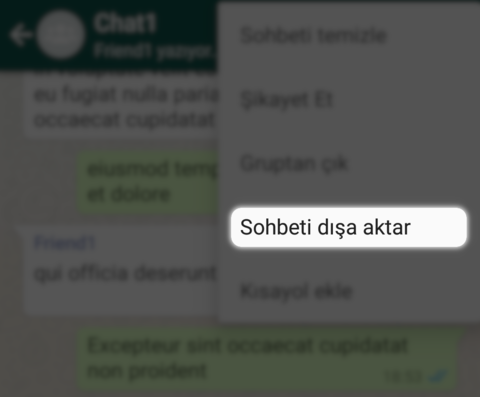 Chat1
Friend1 yazıyor.
Sohbeti temizle
Şikayet Et
Gruptan çık
Sohbeti dışa aktar
Kısayol ekle
eu fugiat nulla paria
occaecat cupidatat
eiusmod temp
et dolore
Friend1
qui officia deserunt
Excepteur sint occaecat cupidatat
non proident